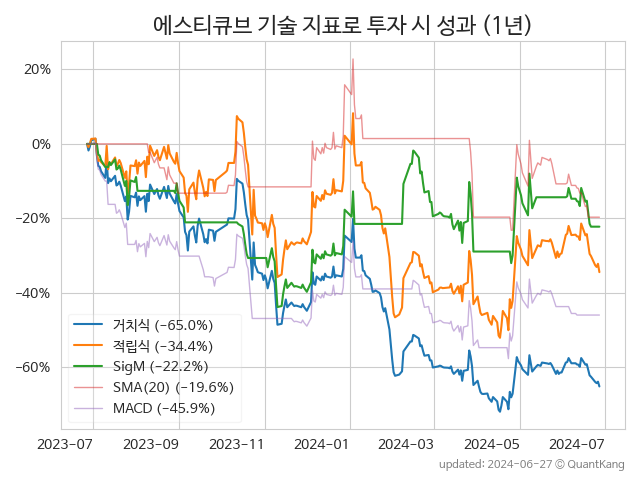 에스티큐브 기술 지표로 투자 시 성과 (1년)
20%
0%
−20%
−40%
−60%
거치식 (−65.0%)
적립식 (−34.4%)
SigM (−22.2%)
SMA(20) (−19.6%)
MACD (−45.9%)
2023−07 2023−09 2023−11 2024−01 2024−03 2024−05 2024−07
updated: 2024−06−27 © QuantKang